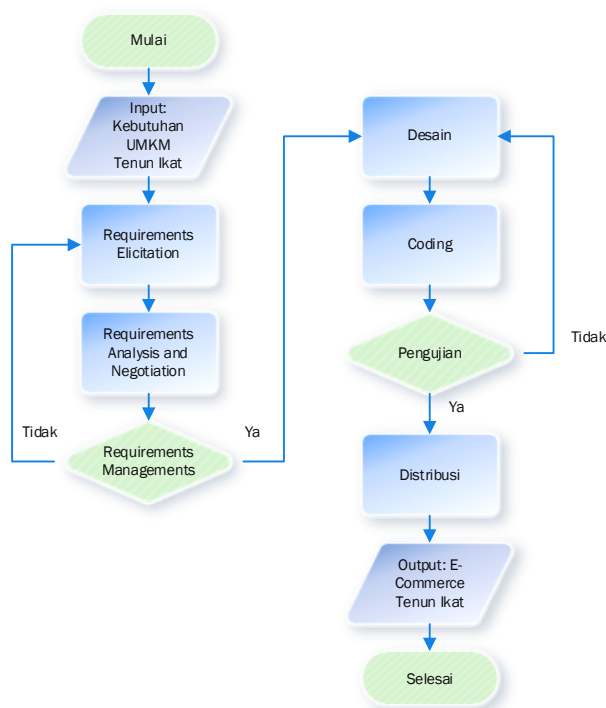 Mulai
Input:
Kebutuhan
UMKM
Tenun Ikat
Requirements
Elicitation
Requirements
Analysis and
Negotiation
Tidak
Requirements
Managements
Ya
Desain
Coding
Pengujian
Tidak
Ya
Distribusi
Output: E-
Commerce
Tenun Ikat
Selesai